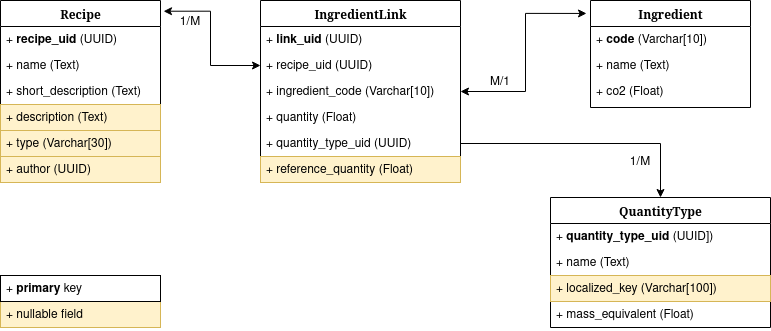 Recipe
+ recipe_uid (UUID)
+ name (Text)
+ short_description (Text)
+ description (Text)
+ type (Varchar[30])
+ author (UUID)
1/M
IngredientLink
+ link_uid (UUID)
+ recipe_uid (UUID)
+ ingredient_code (Varchar[10])
+ quantity (Float)
+ quantity_type_uid (UUID)
+ reference_quantity (Float)
M/1
Ingredient
+ code (Varchar[10])
+ name (Text)
+ co2 (Float)
1/M
QuantityType
+ quantity_type_uid (UUID])
+ name (Text)
+ localized_key (Varchar[100])
+ mass_equivalent (Float)
+ primary key
+ nullable field